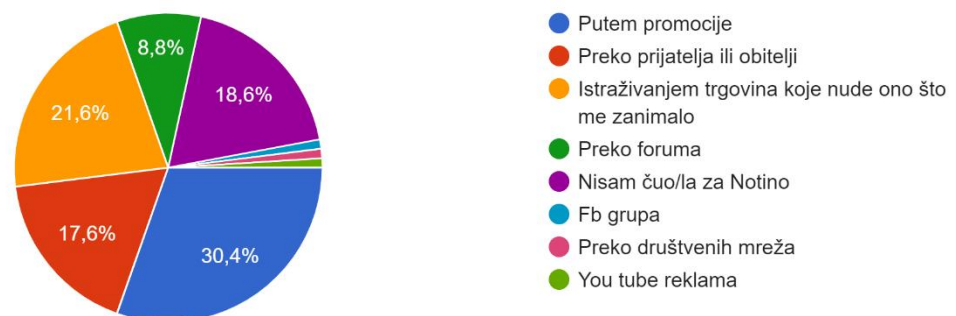 8,8%
18,6%
21,6%
17,6%
30,4%
Putem promocije
Preko prijatelja ili obitelji
Istraživanjem trgovina koje nude ono što
me zanimalo
Preko foruma
Nisam čuo/la za Notino
Fb grupa
Preko društvenih mreža
You tube reklama